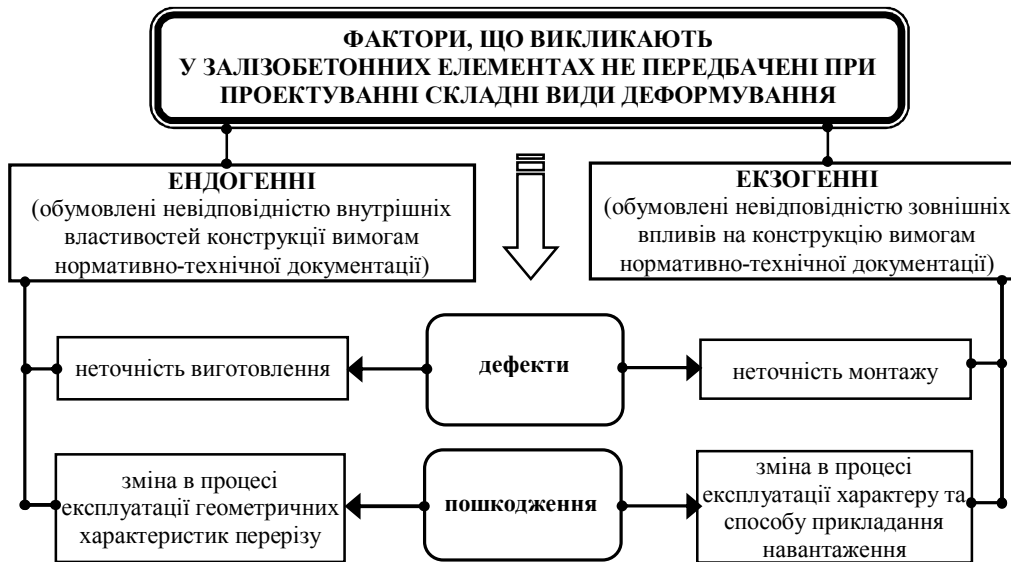 ФАКТОРИ, ЩО ВИКЛИКАЮТЬ
У ЗАЛІЗОБЕТОННИХ ЕЛЕМЕНТАХ НЕ ПЕРЕДБАЧЕНІ ПРИ
ПРОЕКТУВАННІ СКЛАДНІ ВИДИ ДЕФОРМУВАННЯ
ЕНДОГЕННІ
(обумовлені невідповідністю внутрішніх
властивостей конструкції вимогам
нормативно-технічної документації)
ЕКЗОГЕННІ
(обумовлені невідповідністю зовнішніх
впливів на конструкцію вимогам
нормативно-технічної документації)
неточність виготовлення
дефекти
неточність монтажу
зміна в процесі
експлуатації геометричних
характеристик перерізу
пошкодження
зміна в процесі
експлуатації характеру та
способу прикладання
навантаження